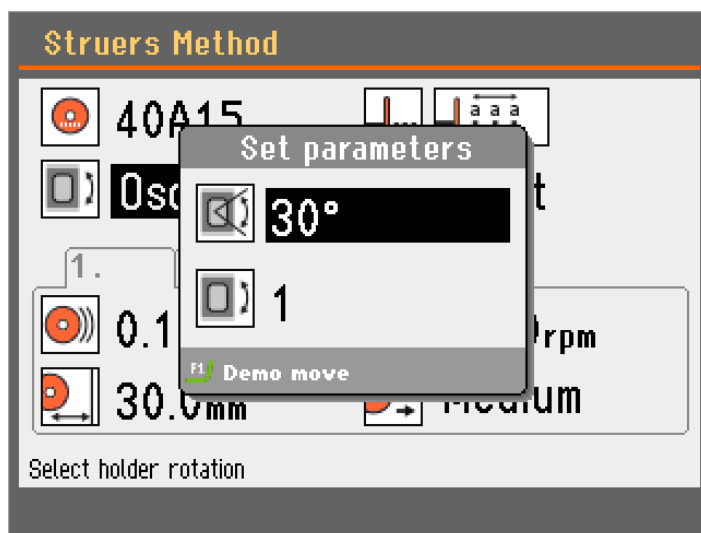 Struers Method
40A15
a a a
Set parameters
30°
1.
1
0.1
rpm
F1 Demo move
30.0mm
Medium
Select holder rotation